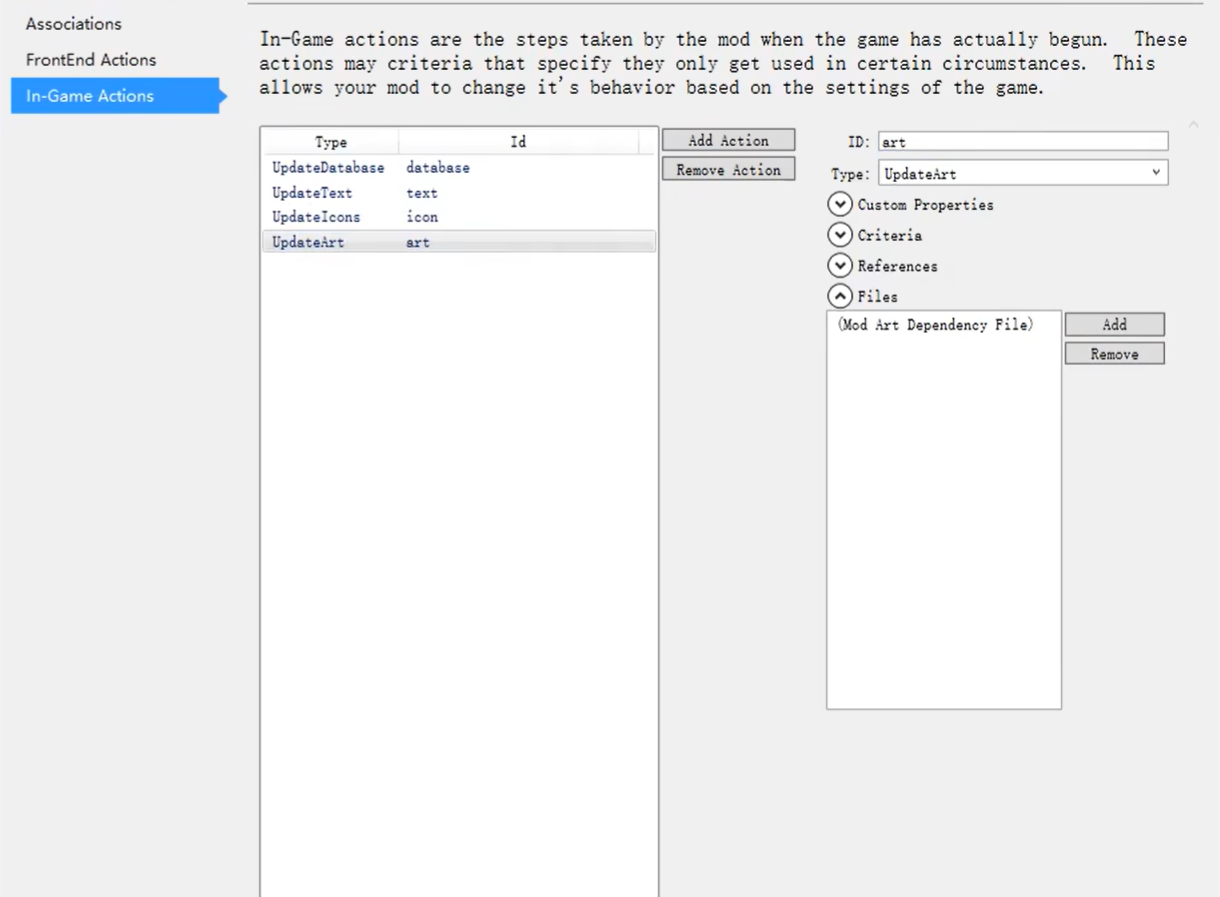 Associations
FrontEnd Actions
In-Game Actions
In-Game actions are the steps taken by the mod when the game has actually begun. These
actions may criteria that specify they only get used in certain circumstances. This
allows your mod to change it's behavior based on the settings of the game.
Type Id
UpdateDatabase database
UpdateText text
UpdateIcons icon
UpdateArt art
Add Action
Remove Action
ID: art
Type: UpdateArt
Custom Properties
Criteria
References
Files
(Mod Art Dependency File)
Add
Remove